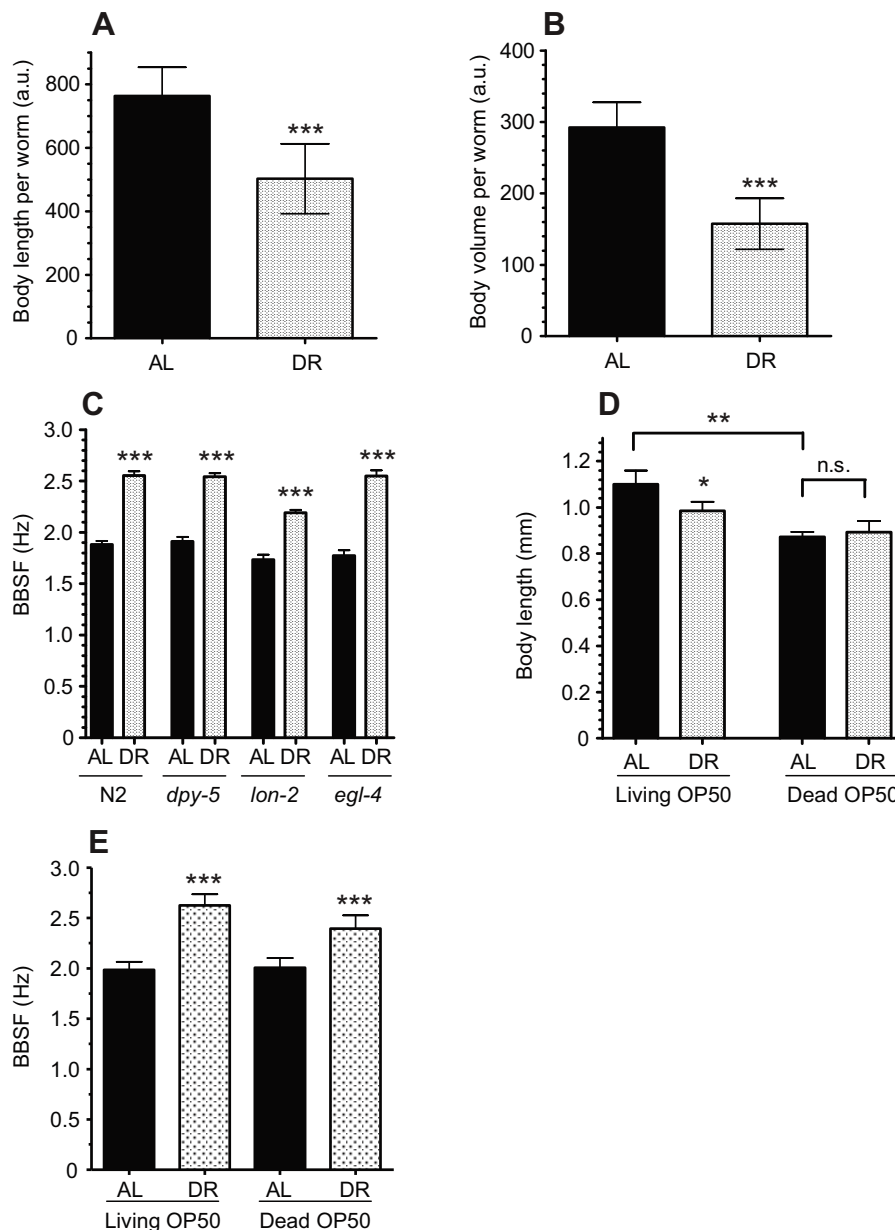 A
Body length per worm (a.u.)
800
600
400
200
0
***
AL DR
B
Body volume per worm (a.u.)
400
300
200
100
0
***
AL DR
C
BBSF (Hz)
3.0
2.5
2.0
1.5
1.0
0.5
0
*** *** *** ***
AL DR AL DR AL DR AL DR
N2 dpy-5 lon-2 egl-4
D
Body length (mm)
1.2
1.0
0.8
0.6
0.4
0.2
0
**
*
n.s.
AL DR AL DR
Living OP50 Dead OP50
E
BBSF (Hz)
3.0
2.5
2.0
1.5
1.0
0.5
0
*** ***
AL DR AL DR
Living OP50 Dead OP50